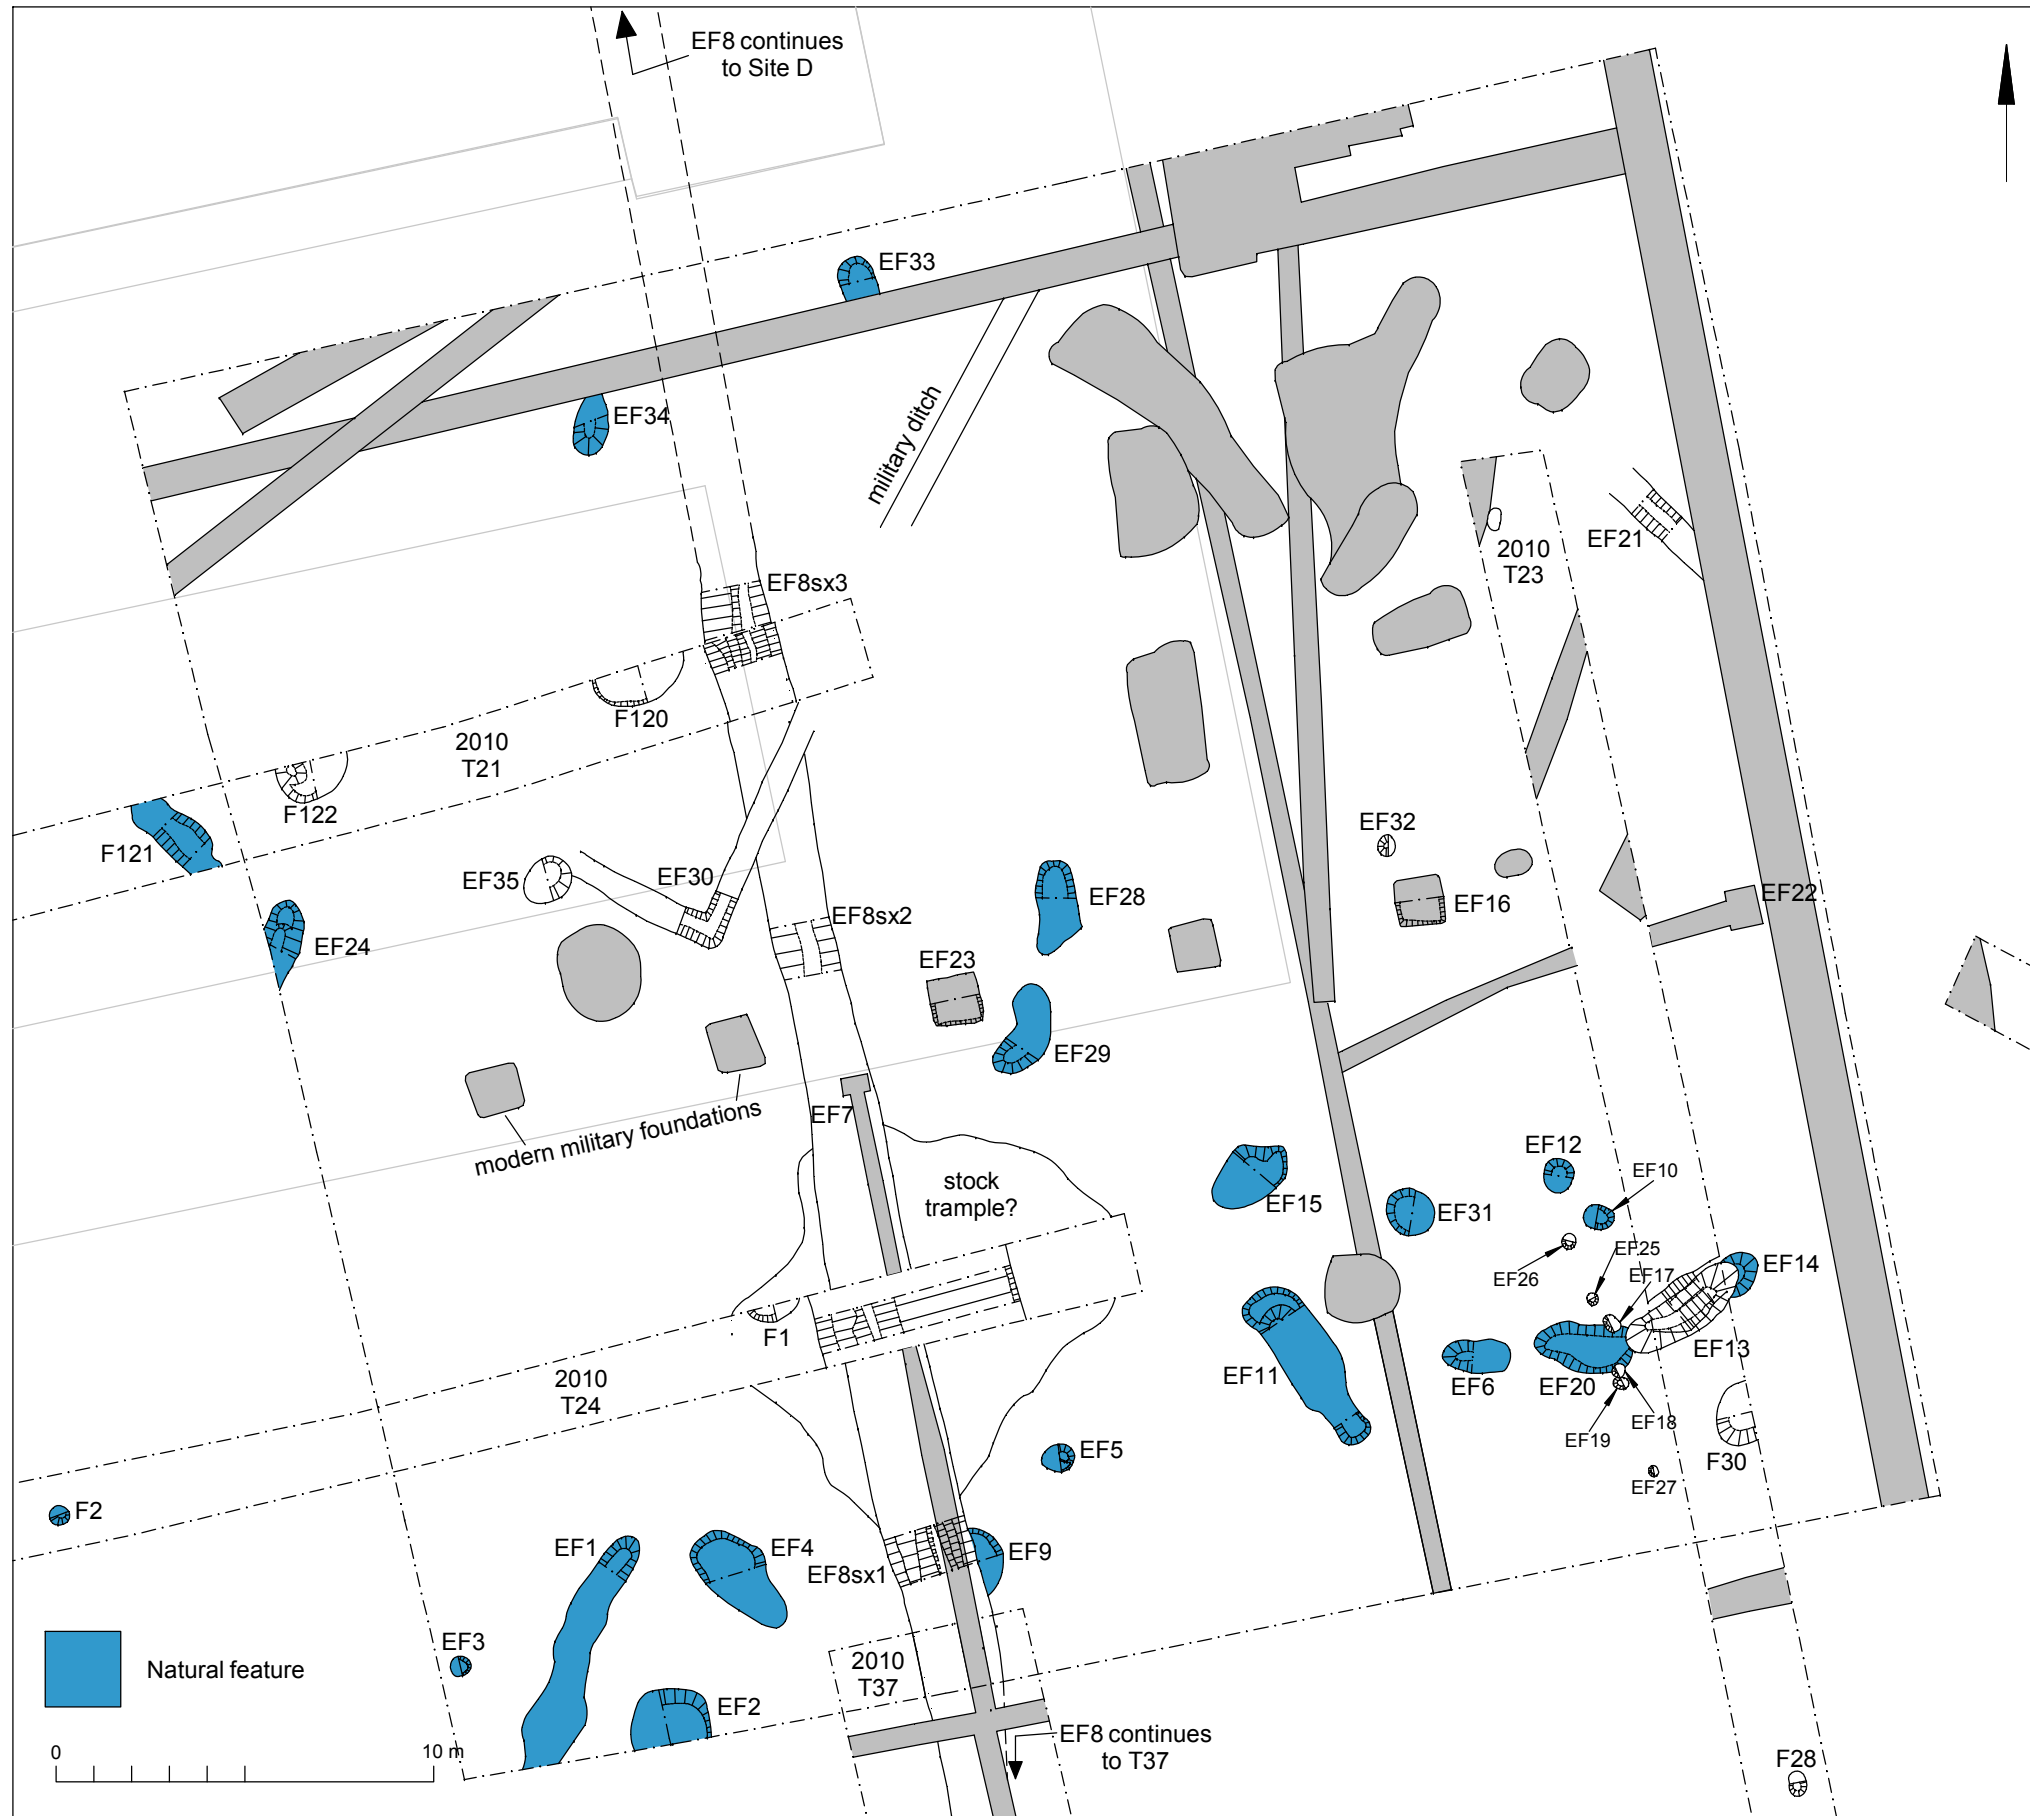 EF8 continues
to Site D
EF33
EF34
military ditch
EF21
2010
T23
EF8sx3
F120
2010
T21
F122
F121
EF35
EF30
EF32
EF16
EF22
EF28
EF8sx2
EF24
EF23
EF29
EF7
modern military foundations
stock
trample?
EF12
EF10
EF15
EF31
EF26
EF25
EF17
EF14
F1
EF13
EF11
EF6
EF20
EF18
EF19
F30
EF27
2010
T24
EF5
F2
EF1
EF4
EF8sx1
EF9
EF3
Natural feature
EF2
2010
T37
EF8 continues
to T37
F28
0
10 m